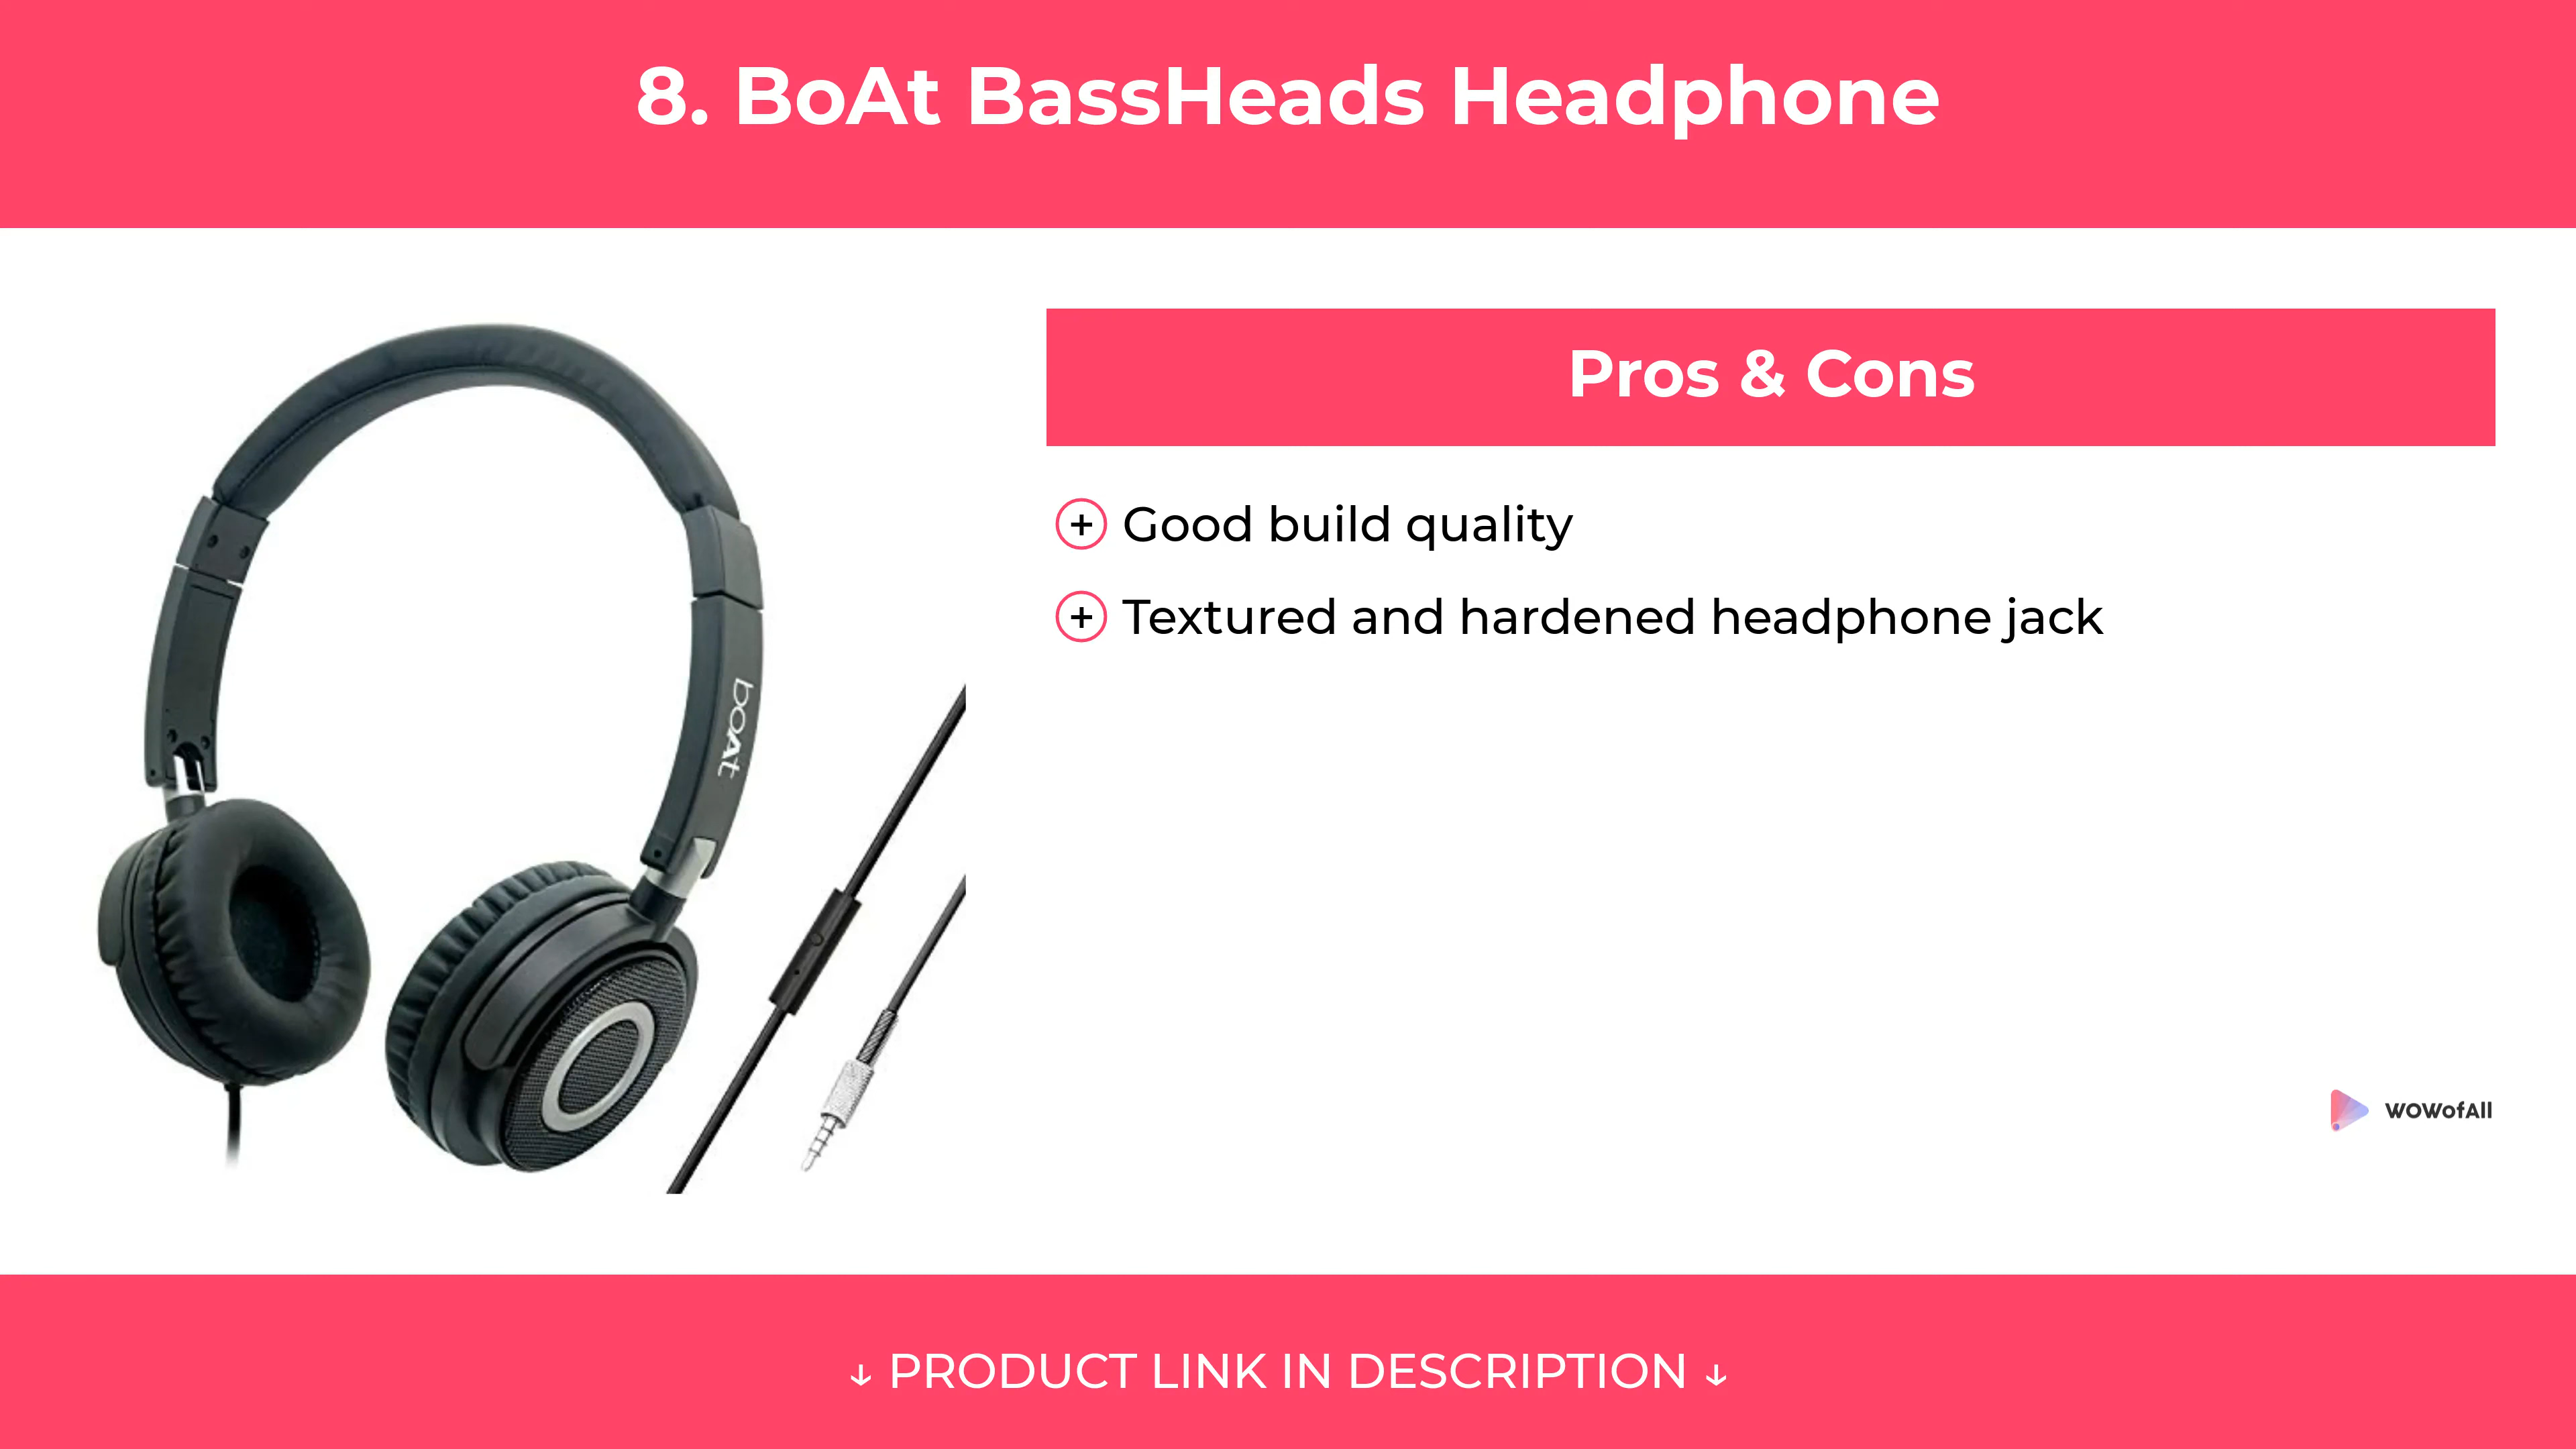 8. BoAt BassHeads Headphone
Pros & Cons
+ Good build quality
+ Textured and hardened headphone jack
boAt
wowofAll
↓ PRODUCT LINK IN DESCRIPTION ↓